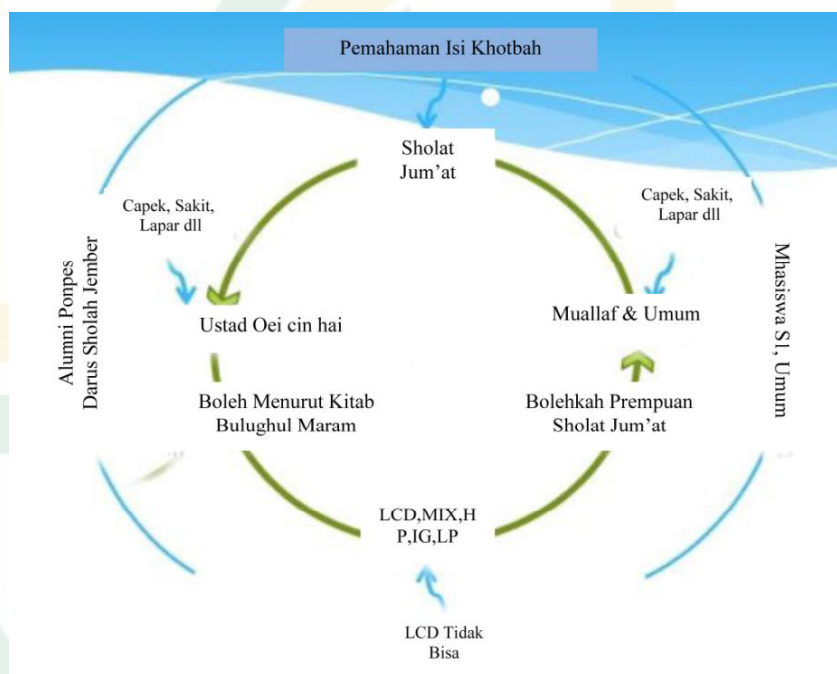 Pemahaman Isi Khotbah
Sholat
Jum’at
Capek, Sakit,
Lapar dll
Capek, Sakit,
Lapar dll
Alumni Ponpes
Darus Sholah Jember
Mhasiswa S1, Umum
Ustad Oei cin hai
Muallaf & Umum
Boleh Menurut Kitab
Bulughul Maram
Bolehkah Prempuan
Sholat Jum’at
LCD,MIX,H
P,IG,LP
LCD Tidak
Bisa